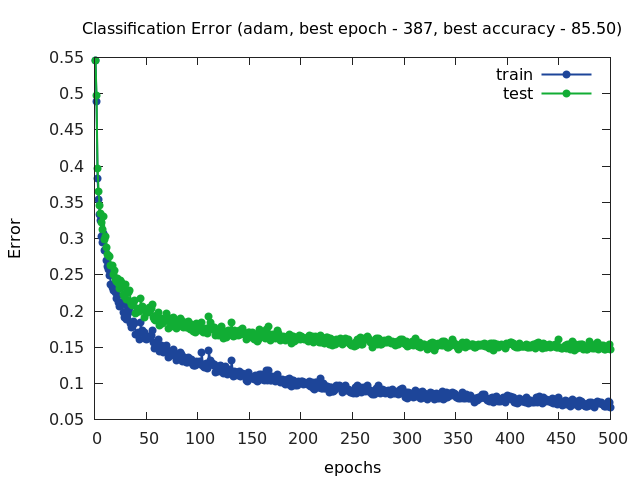 Classification Error (adam, best epoch - 387, best accuracy - 85.50)
train
test
0.55
0.5
0.45
0.4
0.35
0.3
0.25
0.2
0.15
0.1
0.05
Error
0 50 100 150 200 250 300 350 400 450 500
epochs